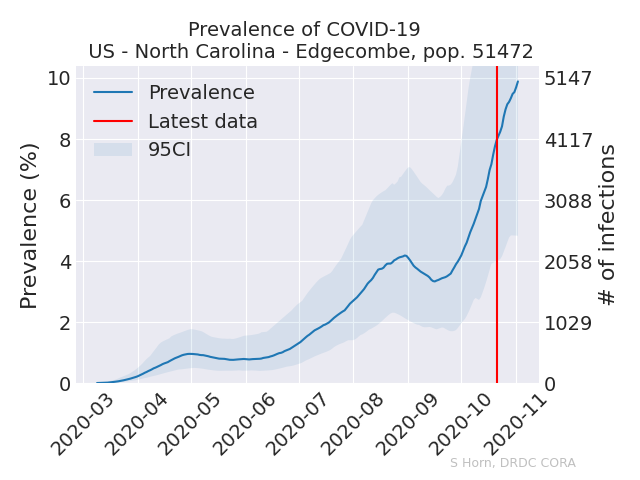 Prevalence of COVID-19
US - North Carolina - Edgecombe, pop. 51472
Prevalence
Latest data
95CI
Prevalence (%)
10
8
6
4
2
0
5147
4117
3088
2058
1029
0
# of infections
2020-03
2020-04
2020-05
2020-06
2020-07
2020-08
2020-09
2020-10
2020-11
S Horn, DRDC CORA